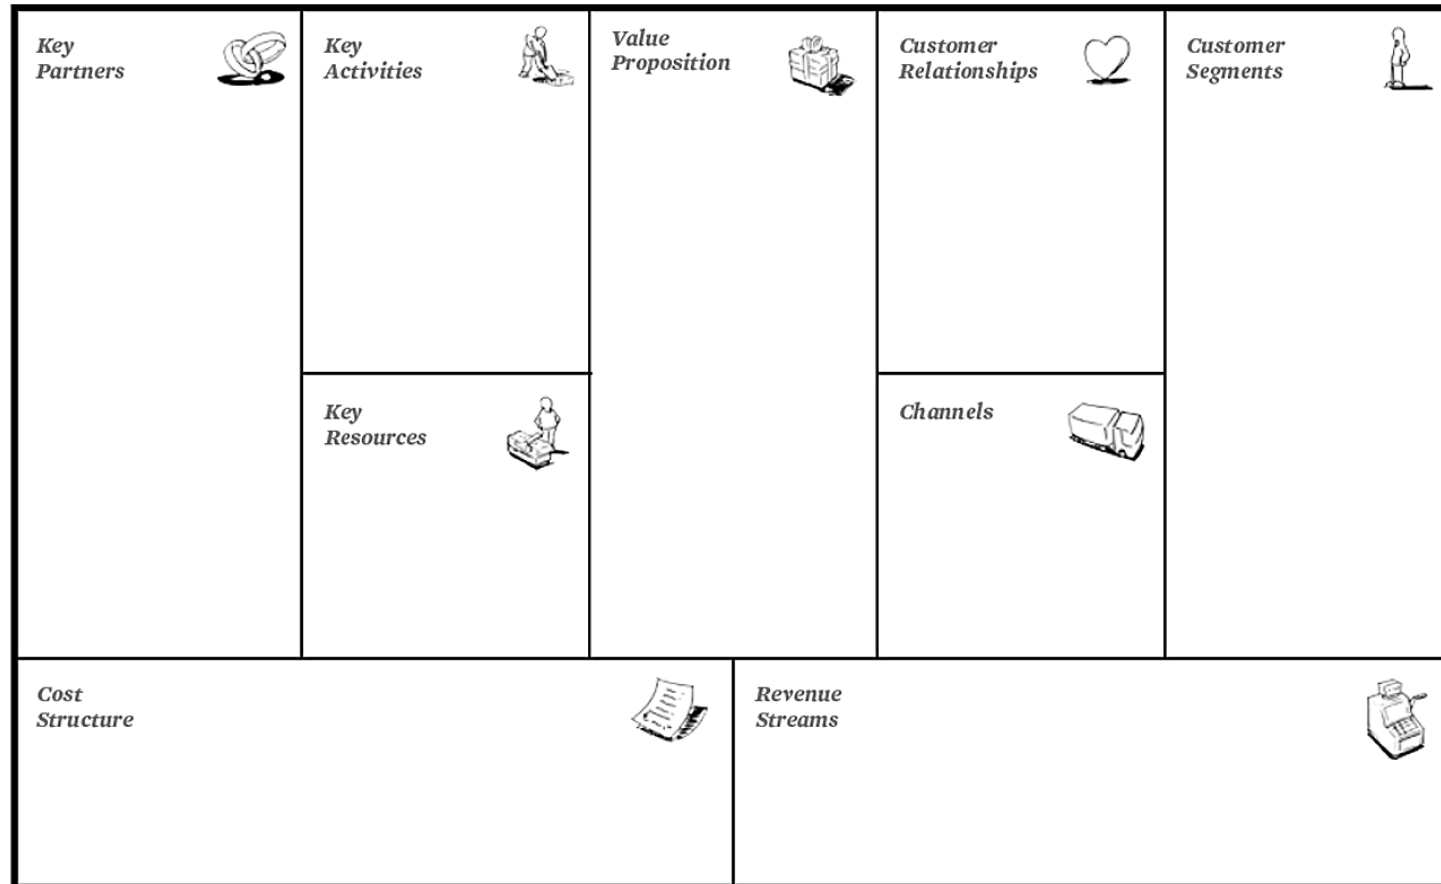 Key
Partners
Key
Activities
Value
Proposition
Customer
Relationships
Customer
Segments
Key
Resources
Channels
Cost
Structure
Revenue
Streams